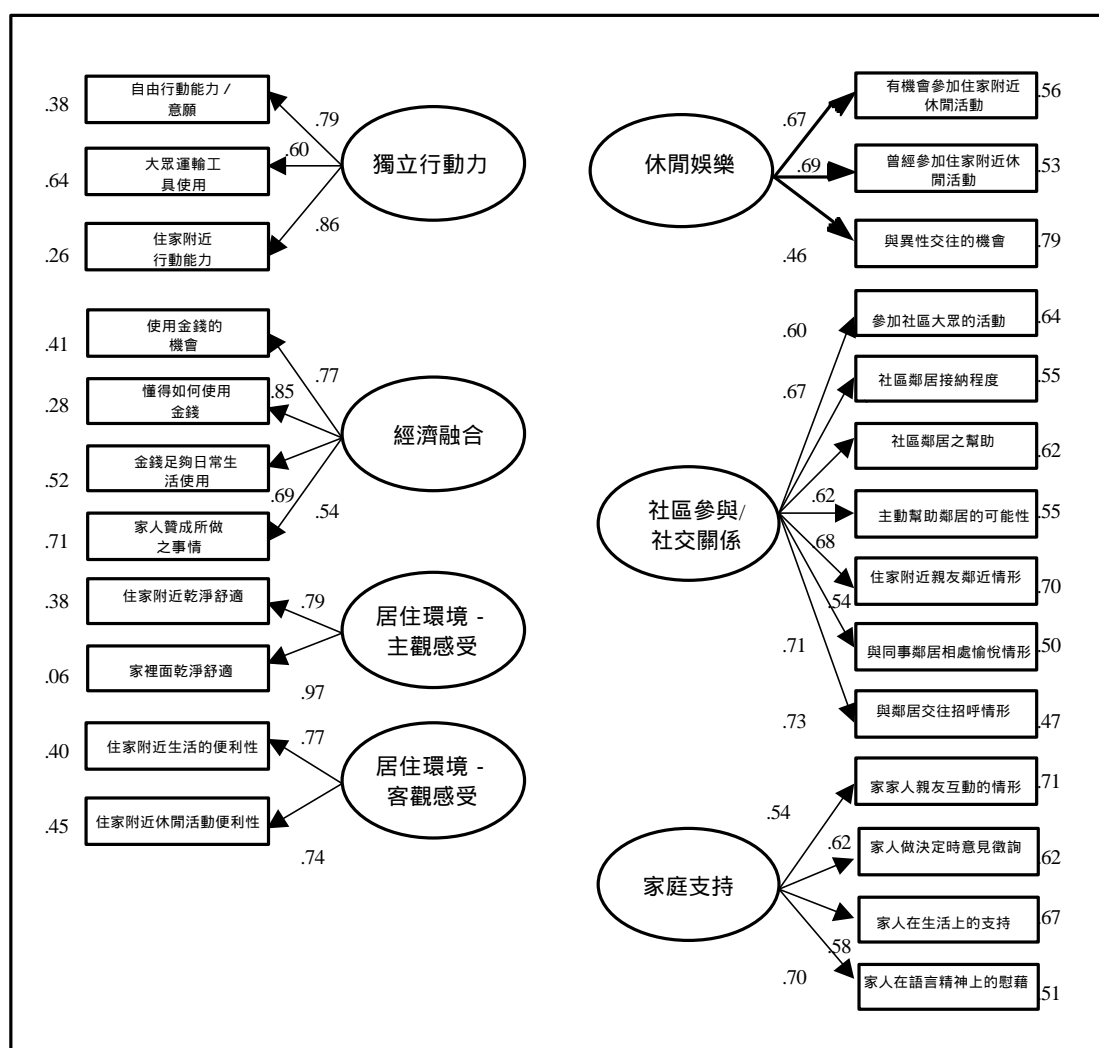 .38
自由行動能力 /
意願
.79
.64
大眾運輸工
具使用
.60
獨立行動力
.26
住家附近
行動能力
.86
.41
使用金錢的
機會
.77
.28
懂得如何使用
金錢
.85
經濟融合
.52
金錢足夠日常生
活使用
.69
.54
.71
家人贊成所做
之事情
.38
住家附近乾淨舒適
.79
居住環境 -
主觀感受
.06
家裡面乾淨舒適
.97
.40
住家附近生活的便利性
.77
居住環境 -
客觀感受
.45
住家附近休閒活動便利性
.74
休閒娛樂
.67
有機會參加住家附近
休閒活動
.56
.69
曾經參加住家附近休
閒活動
.53
.46
與異性交往的機會
.79
社區參與/
社交關係
.60
參加社區大眾的活動
.64
.67
社區鄰居接納程度
.55
社區鄰居之幫助
.62
.62
主動幫助鄰居的可能性
.55
.68
住家附近親友鄰近情形
.70
.54
與同事鄰居相處愉悅情形
.50
.71
與鄰居交往招呼情形
.47
.73
家庭支持
.54
家家人親友互動的情形
.71
.62
家人做決定時意見徵詢
.62
家人在生活上的支持
.67
.58
家人在語言精神上的慰藉
.51
.70